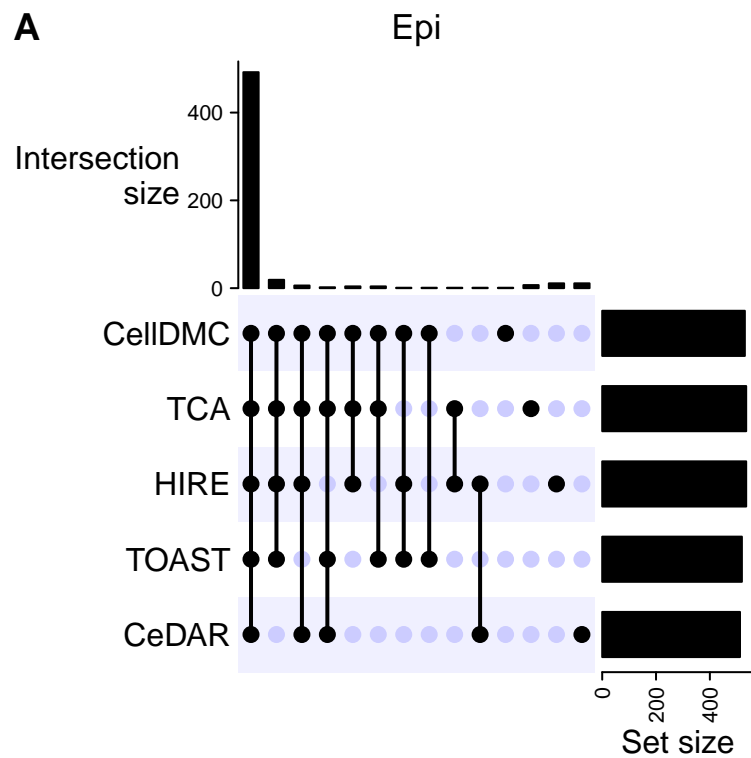 A
Epi
Intersection
size
400
200
0
CellDMC
TCA
HIRE
TOAST
CeDAR
0
200
400
Set size